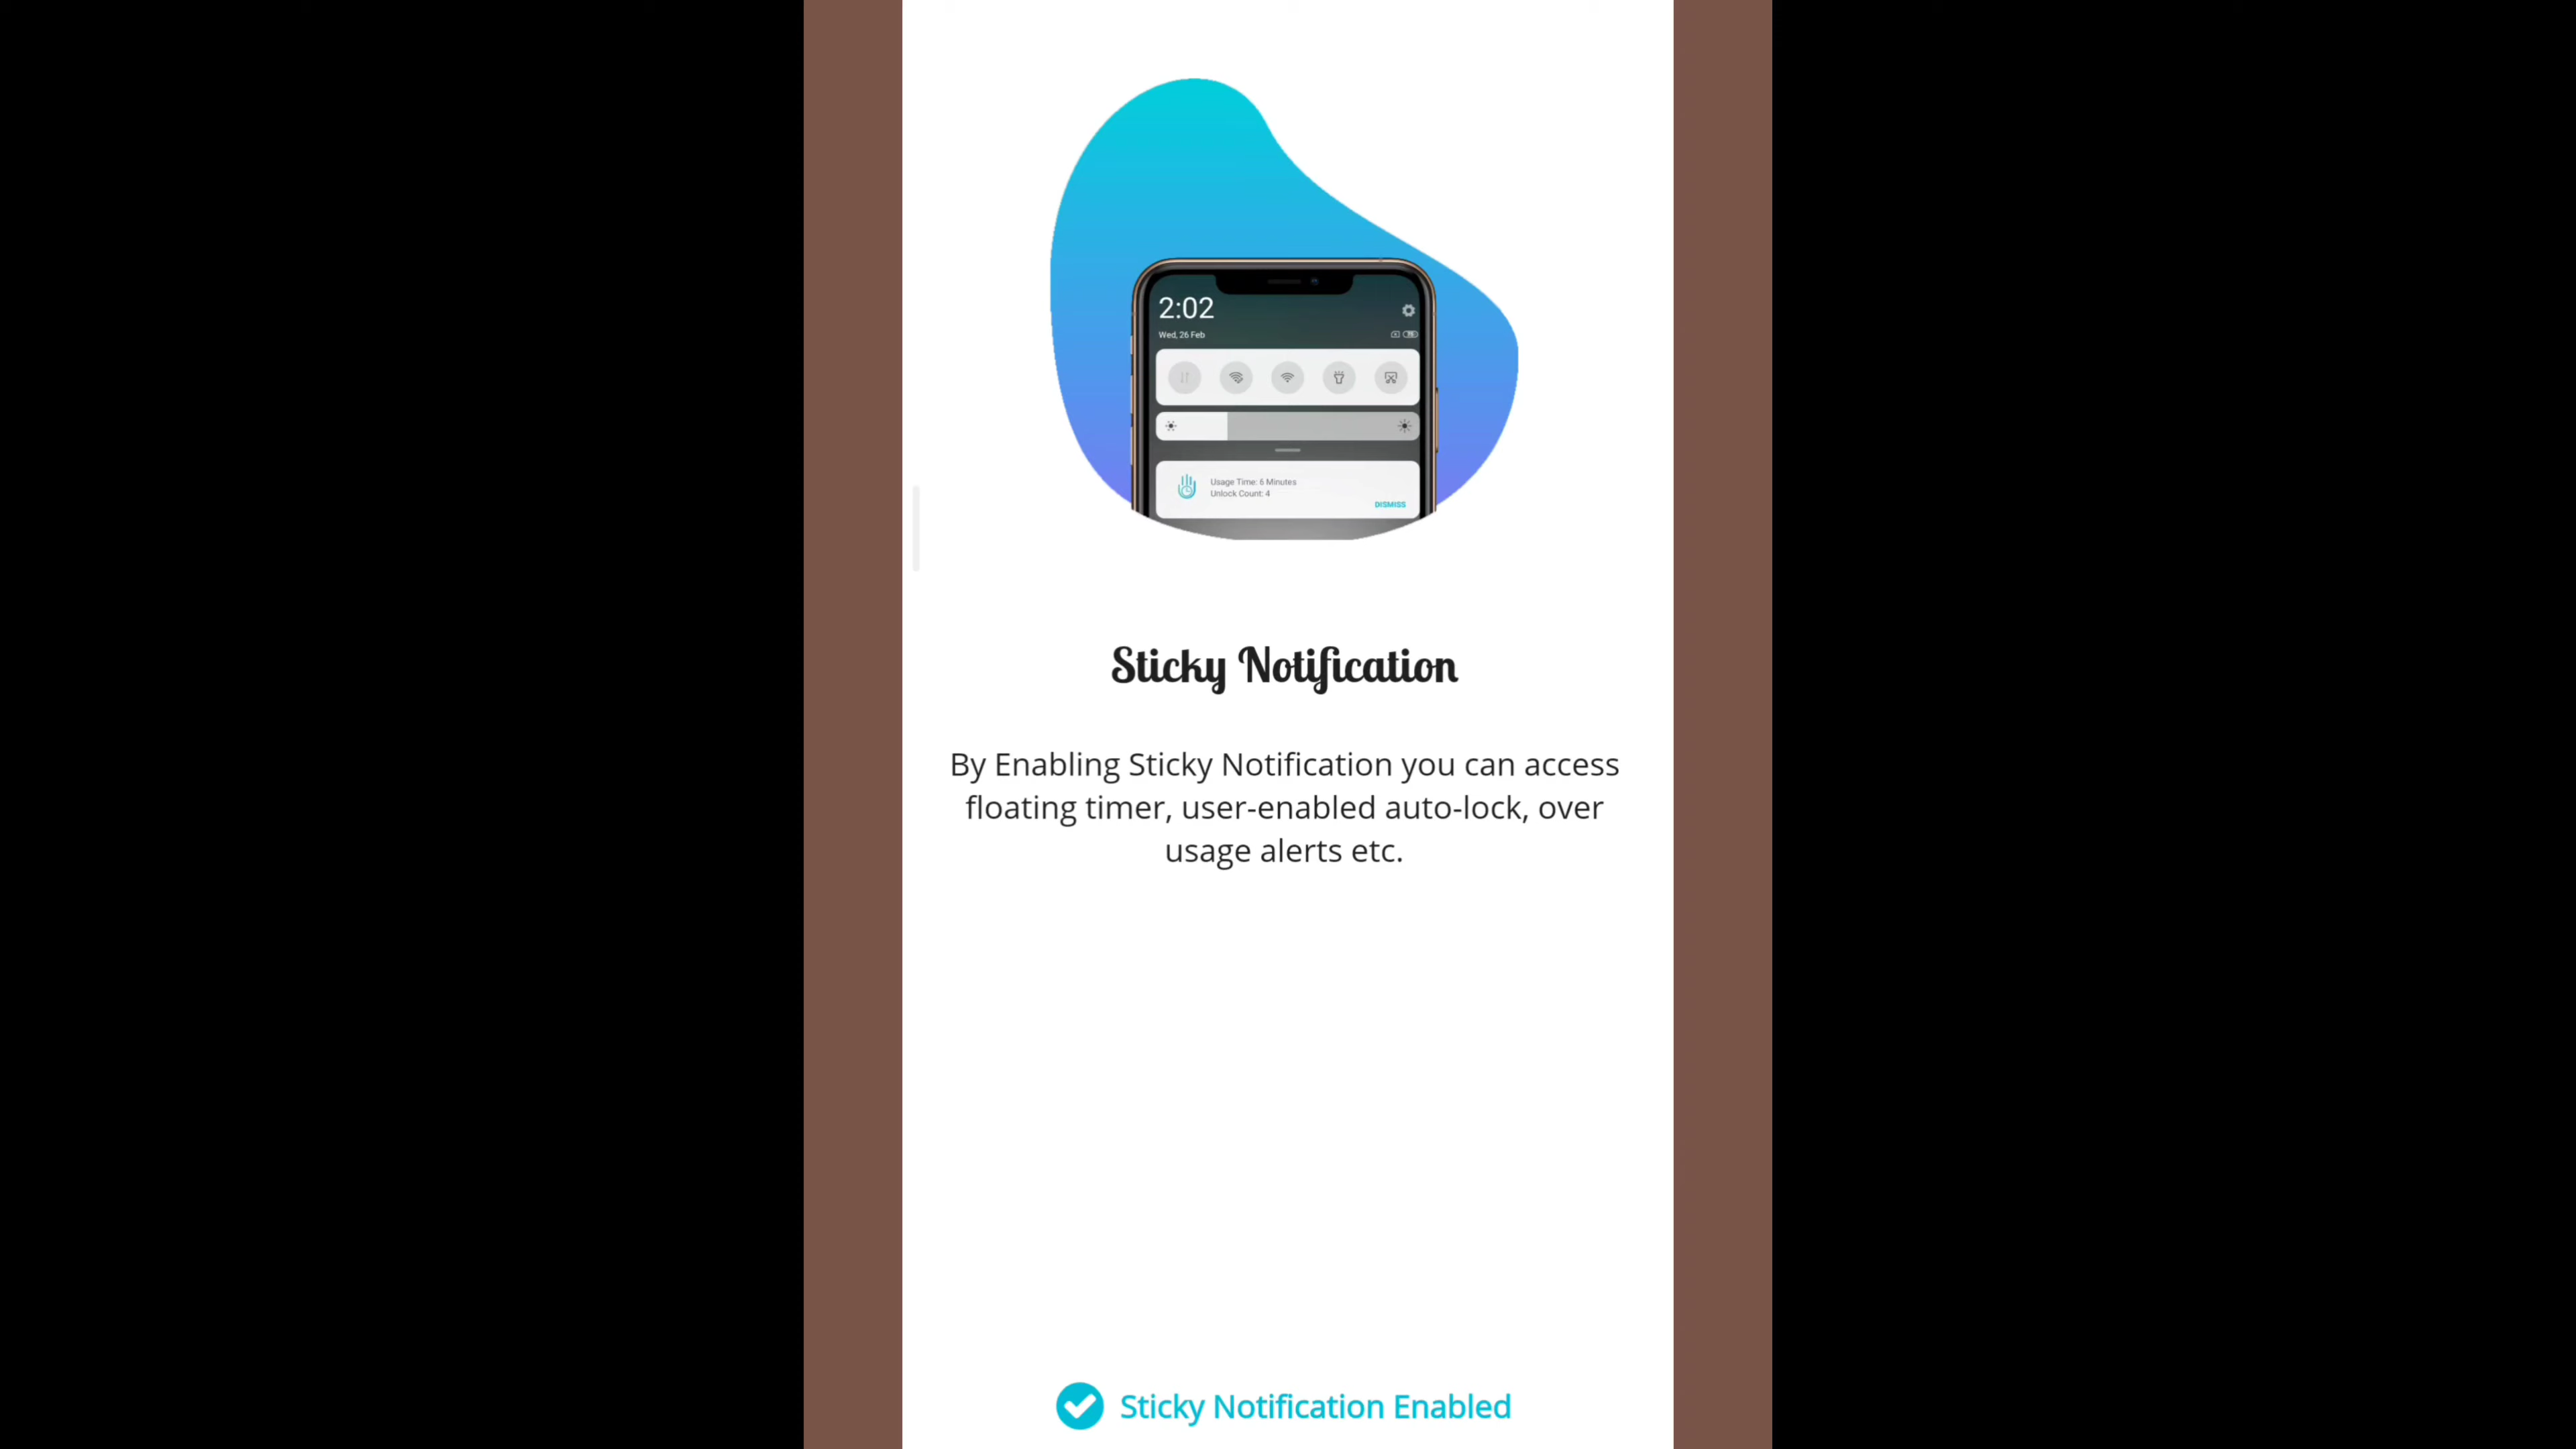 2:02
Wed, 26 Feb
Usage Time: 6 Minutes
Unlock Count: 4
DISMISS
Sticky Notification
By Enabling Sticky Notification you can access
floating timer, user-enabled auto-lock, over
usage alerts etc.
Sticky Notification Enabled